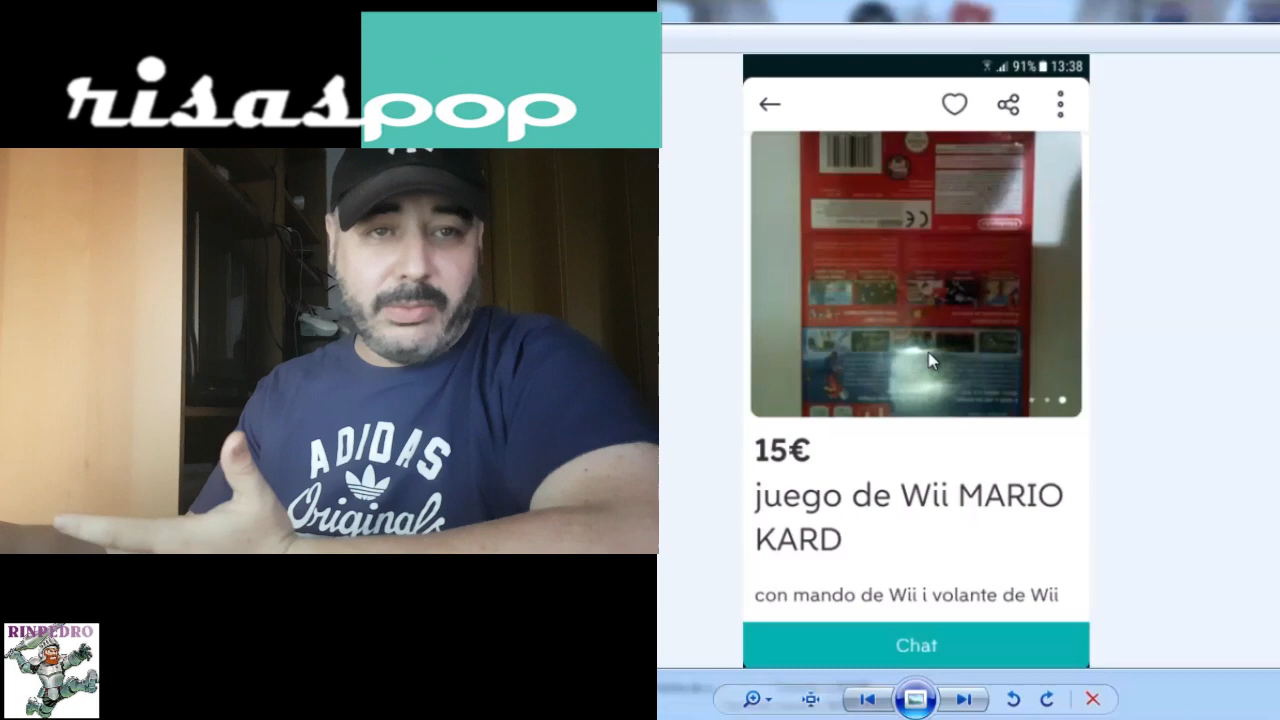 risaspop
91% 13:38
15€
juego de Wii MARIO
KARD
con mando de Wii i volante de Wii
Chat
ADIDAS
Originals
RINPEDRO
CE